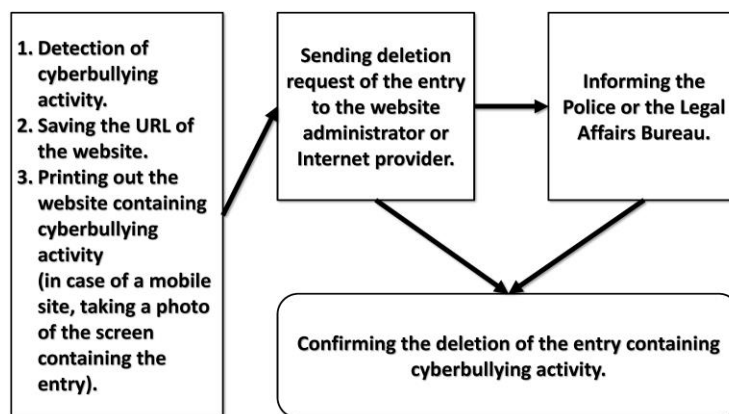 1. Detection of
cyberbullying
activity.
2. Saving the URL of
the website.
3. Printing out the
website containing
cyberbullying
activity
(in case of a mobile
site, taking a photo
of the screen
containing the
entry).
Sending deletion
request of the entry
to the website
administrator or
Internet provider.
Informing the
Police or the Legal
Affairs Bureau.
Confirming the deletion of the entry containing
cyberbullying activity.